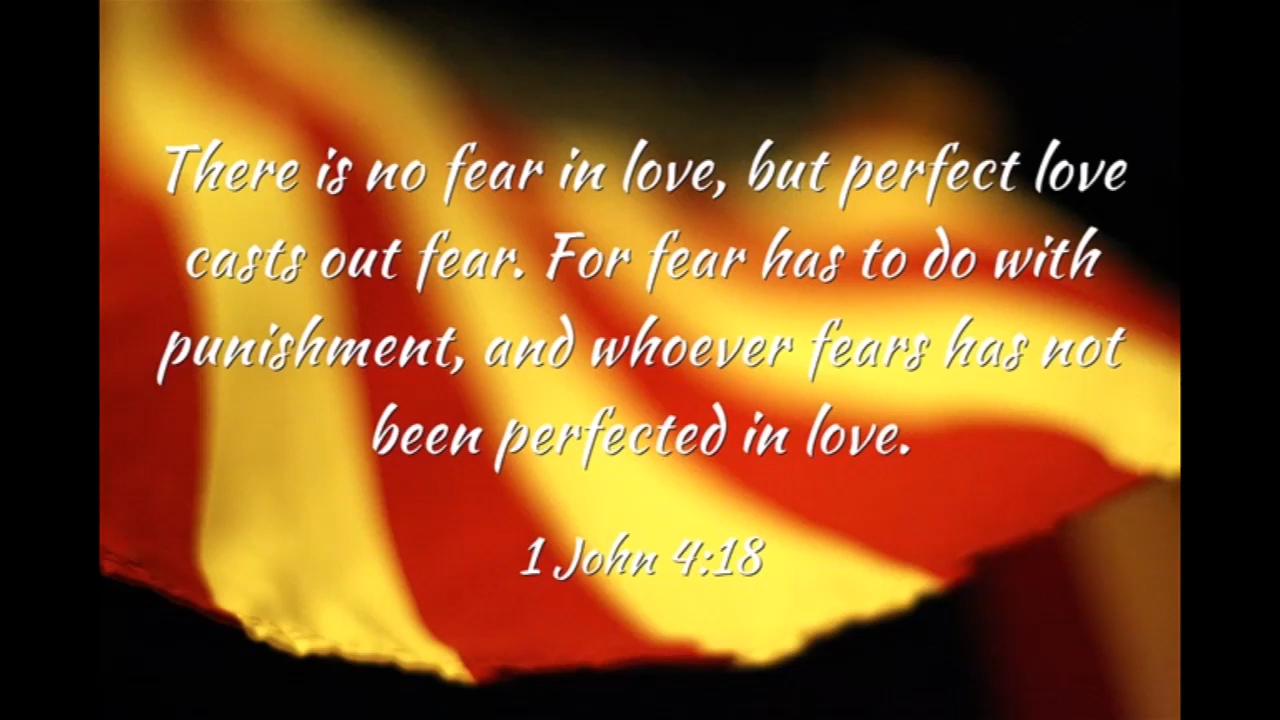 There is no fear in love, but perfect love
casts out fear. For fear has to do with
punishment, and whoever fears has not
been perfected in love.
1 John 4:18